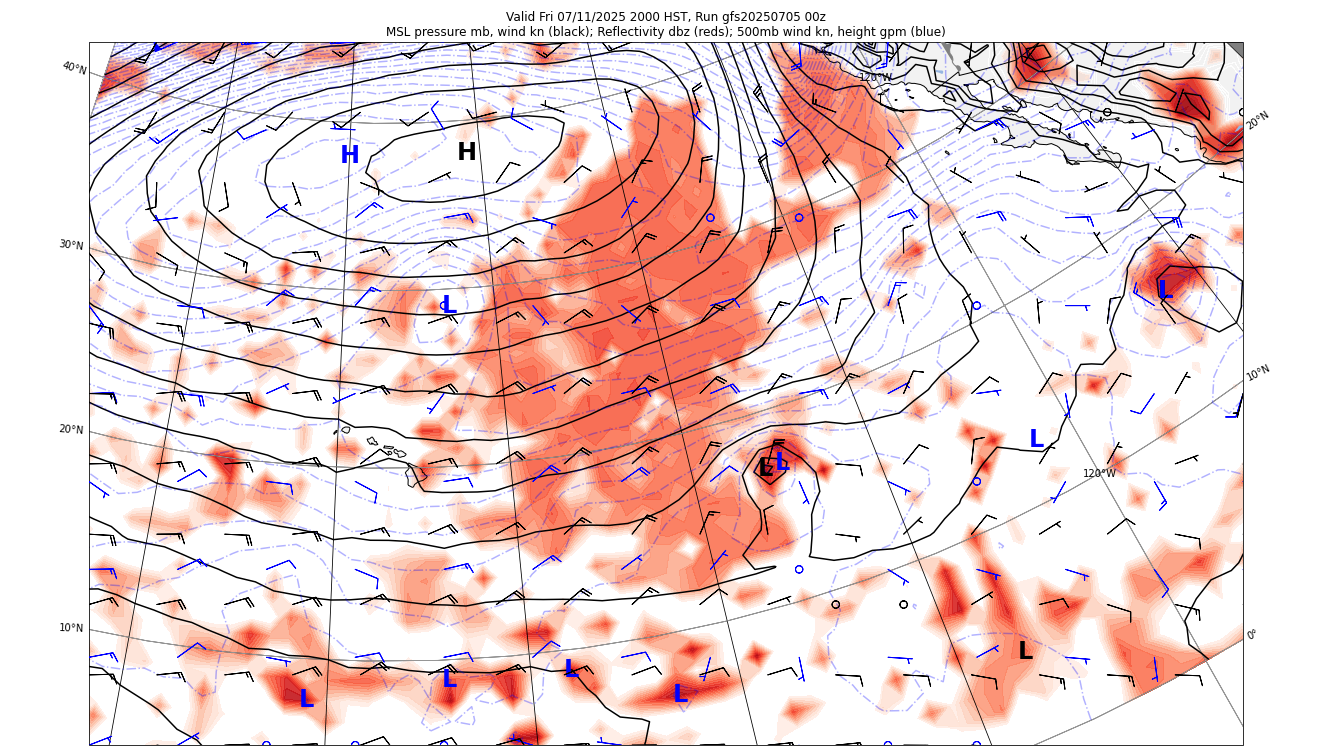 Valid Fri 07/11/2025 2000 HST, Run gfs20250705 00z
MSL pressure mb, wind kn (black); Reflectivity dbz (reds); 500mb wind kn, height gpm (blue)
40°N
120°W
20°N
H
H
30°N
L
L
10°N
20°N
L
L
L
120°W
10°N
0°
L
L
L
L
L